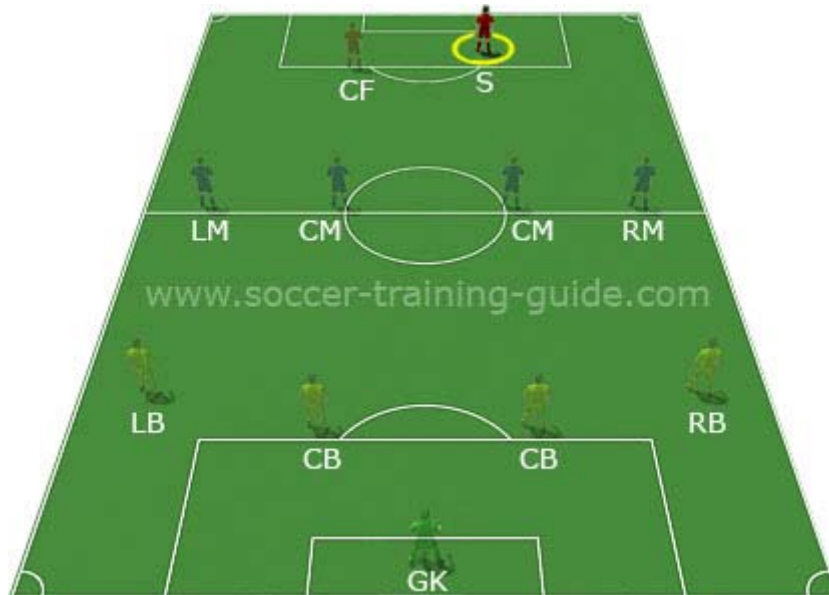 CF S
LM CM CM RM
www.soccer-training-guide.com
LB RB
CB CB
GK